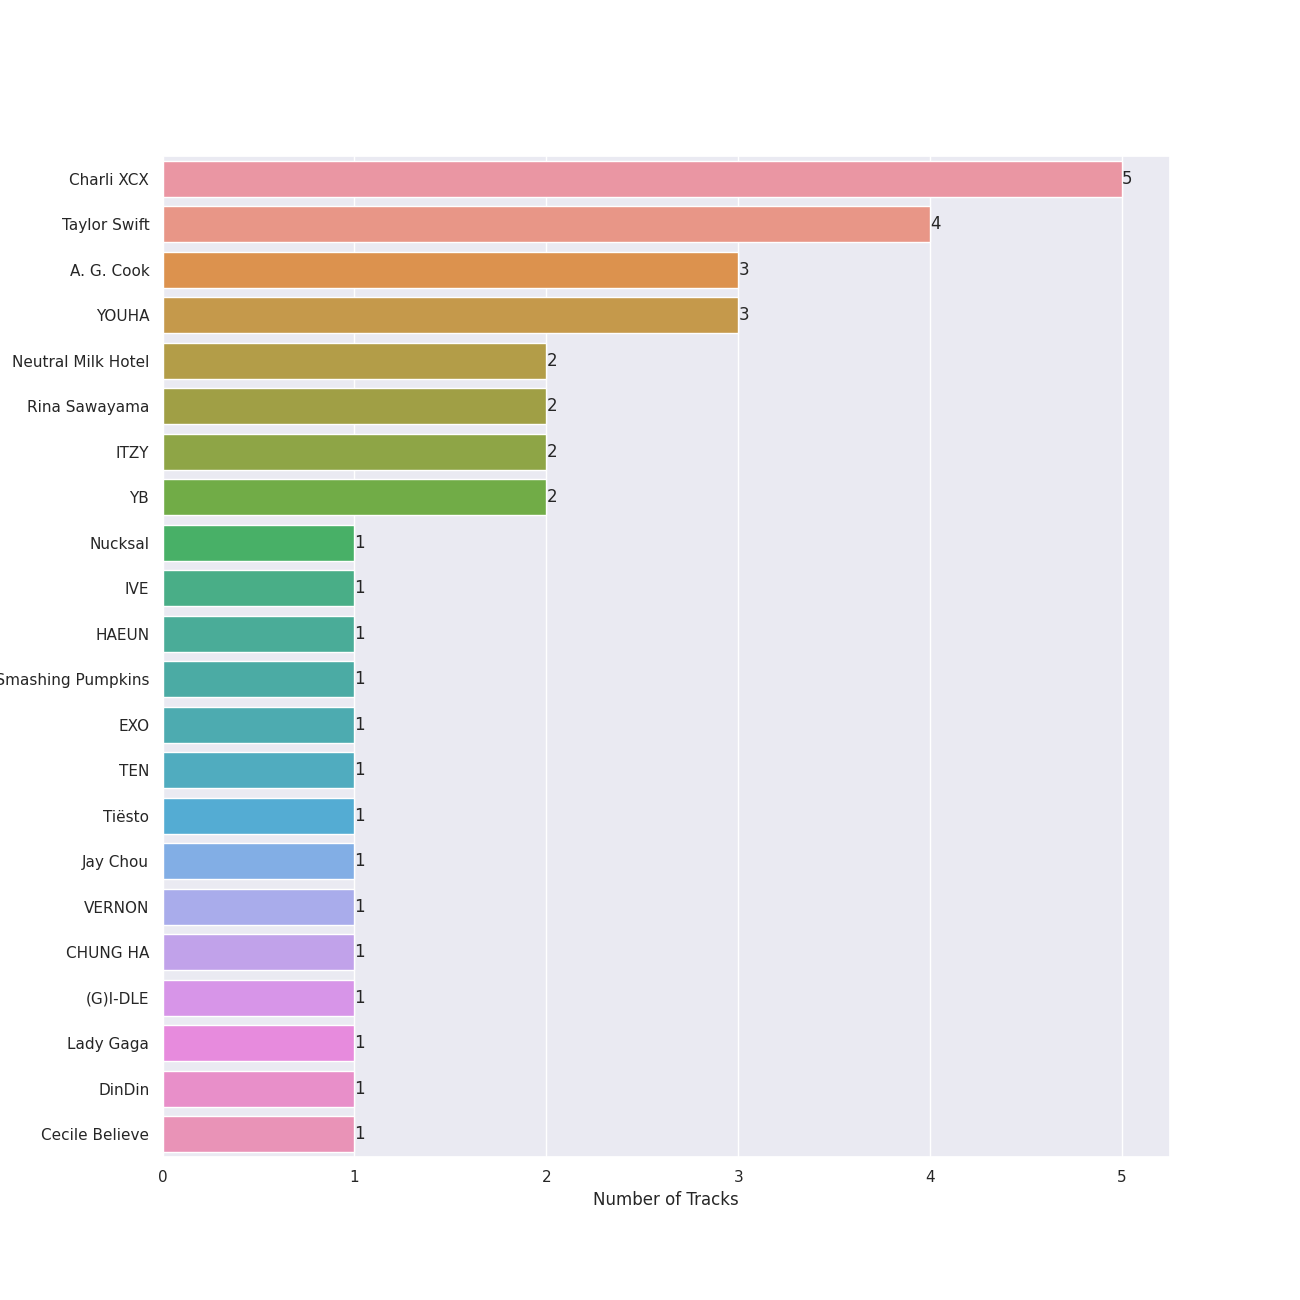 Charli XCX 5
Taylor Swift 4
A. G. Cook 3
YOUHA 3
Neutral Milk Hotel 2
Rina Sawayama 2
ITZY 2
YB 2
Nucksal 1
IVE 1
HAEUN 1
Smashing Pumpkins 1
EXO 1
TEN 1
Tiësto 1
Jay Chou 1
VERNON 1
CHUNG HA 1
(G)I-DLE 1
Lady Gaga 1
DinDin 1
Cecile Believe 1
0 1 2 3 4 5
Number of Tracks